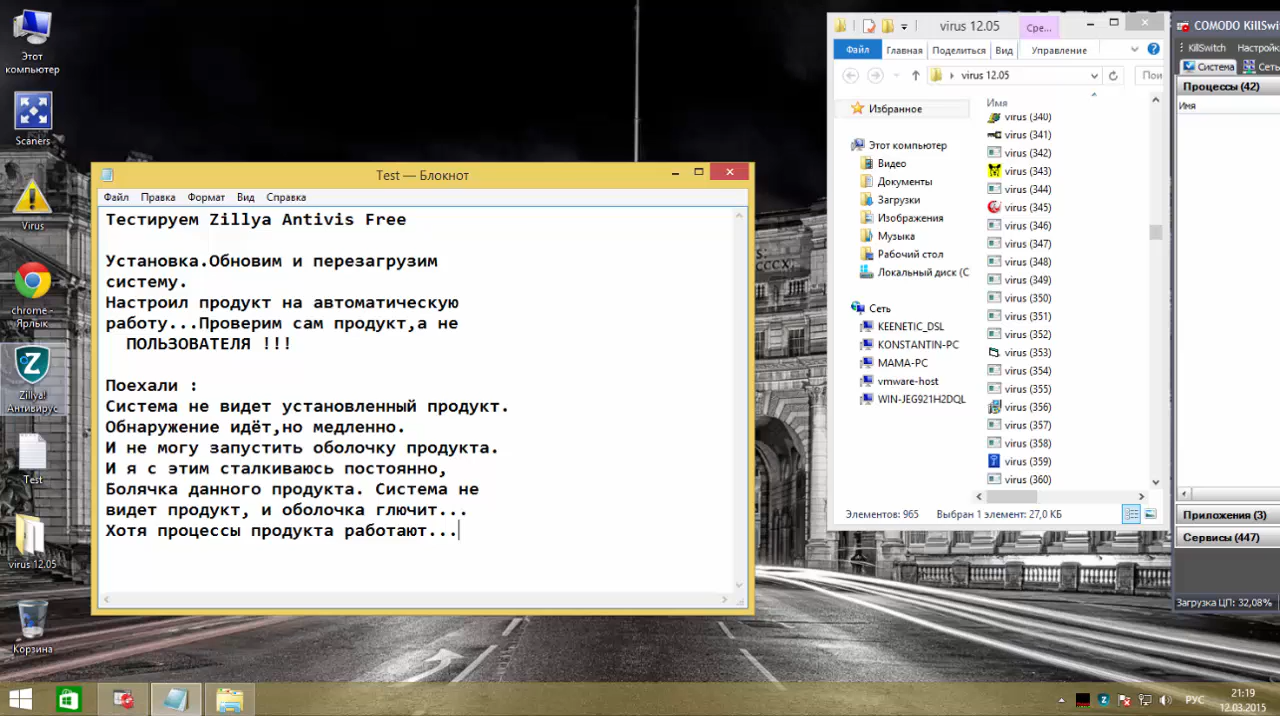 Этот
компьютер
Scaners
Virus
chrome -
Ярлык
Zillya!
Антивирус
Test
virus 12.05
Корзина
Test — Блокнот
Файл Правка Формат Вид Справка
Тестируем Zillya Antivis Free
Установка.Обновим и перезагрузим
систему.
Настроил продукт на автоматическую
работу...Проверим сам продукт,а не
ПОЛЬЗОВАТЕЛЯ !!!
Поехали :
Система не видет установленный продукт.
Обнаружение идёт,но медленно.
И не могу запустить оболочку продукта.
И я с этим сталкиваюсь постоянно,
Болячка данного продукта. Система не
видет продукт, и оболочка глючит...
Хотя процессы продукта работают...
virus 12.05 Сре...
Файл Главная Поделиться Вид Управление
virus 12.05 Пои
Избранное
Этот компьютер
Видео
Документы
Загрузки
Изображения
Музыка
Рабочий стол
Локальный диск (C
Сеть
KEENETIC_DSL
KONSTANTIN-PC
MAMA-PC
vmware-host
WIN-JEG921H2DQL
Имя
virus (340)
virus (341)
virus (342)
virus (343)
virus (344)
virus (345)
virus (346)
virus (347)
virus (348)
virus (349)
virus (350)
virus (351)
virus (352)
virus (353)
virus (354)
virus (355)
virus (356)
virus (357)
virus (358)
virus (359)
virus (360)
Элементов: 965 Выбран 1 элемент: 27,0 КБ
COMODO KillSw
KillSwitch Настройк
Система Сеть
Процессы (42)
Имя
Приложения (3)
Сервисы (447)
Загрузка ЦП: 32,08%
РУС
21:19
12.03.2015